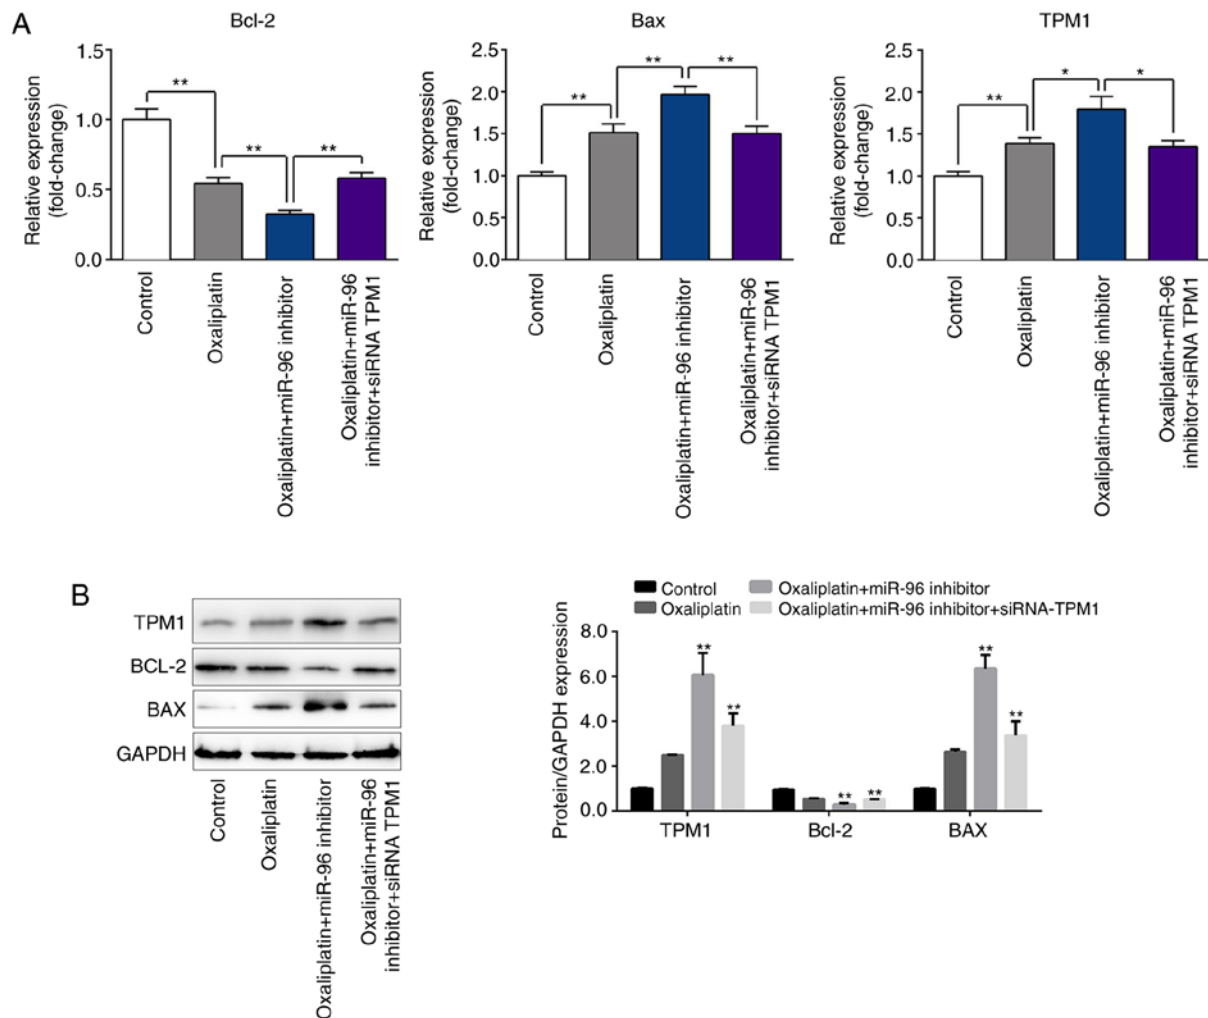 A
Bcl-2
Relative expression
(fold-change)
1.5
1.0
0.5
0.0
**
**
**
Control
Oxaliplatin
Oxaliplatin+miR-96 inhibitor
Oxaliplatin+miR-96
inhibitor+siRNA TPM1
Bax
Relative expression
(fold-change)
2.5
2.0
1.5
1.0
0.5
0.0
**
**
**
Control
Oxaliplatin
Oxaliplatin+miR-96 inhibitor
Oxaliplatin+miR-96
inhibitor+siRNA TPM1
TPM1
Relative expression
(fold-change)
2.5
2.0
1.5
1.0
0.5
0.0
**
*
*
Control
Oxaliplatin
Oxaliplatin+miR-96 inhibitor
Oxaliplatin+miR-96
inhibitor+siRNA TPM1
B
TPM1
BCL-2
BAX
GAPDH
Control
Oxaliplatin
Oxaliplatin+miR-96 inhibitor
Oxaliplatin+miR-96
inhibitor+siRNA TPM1
Control
Oxaliplatin+miR-96 inhibitor
Oxaliplatin
Oxaliplatin+miR-96 inhibitor+siRNA-TPM1
Protein/GAPDH expression
8.0
6.0
4.0
2.0
0.0
**
**
**
**
**
**
TPM1
Bcl-2
BAX